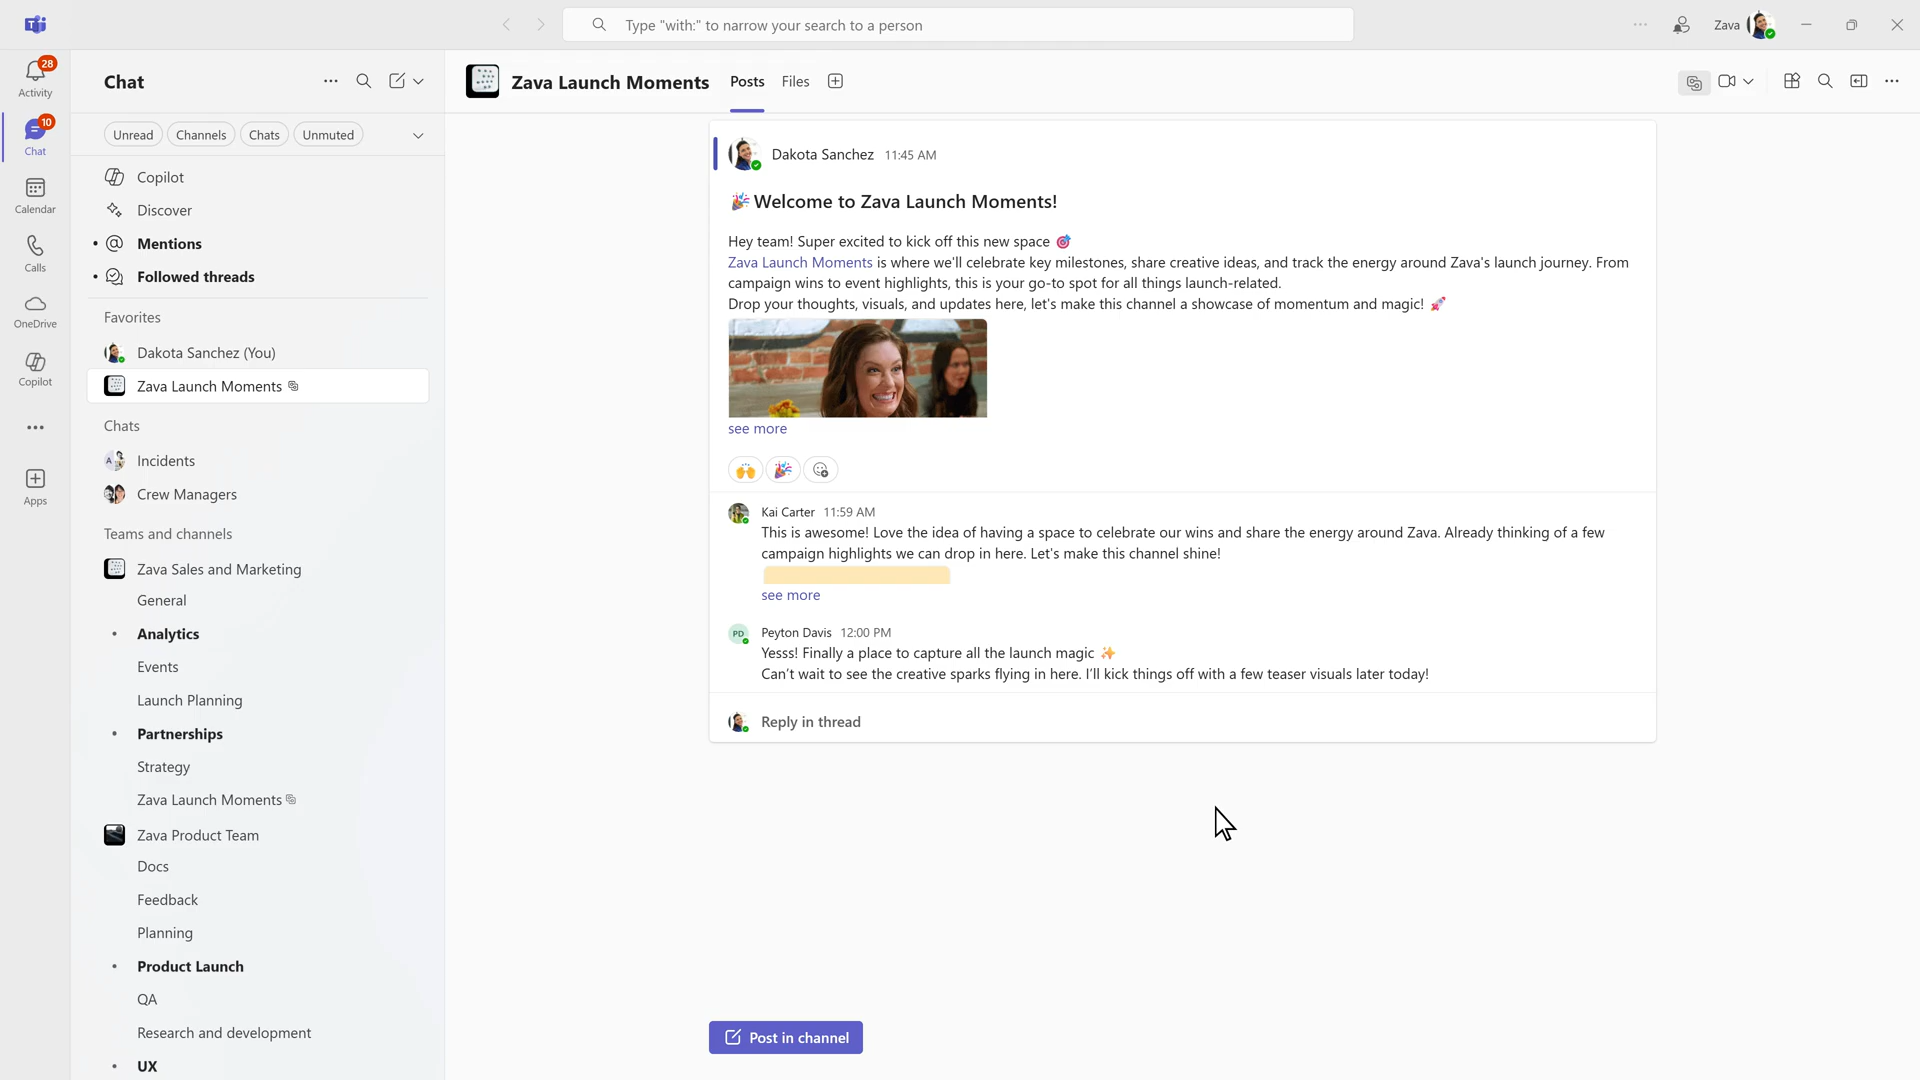 Type "with:" to narrow your search to a person
Zava
28
Activity
10
Chat
Calendar
Calls
OneDrive
Copilot
Apps
Chat
Unread
Channels
Chats
Unmuted
Copilot
Discover
Mentions
Followed threads
Favorites
Dakota Sanchez (You)
Zava Launch Moments
Chats
Incidents
Crew Managers
Teams and channels
Zava Sales and Marketing
General
Analytics
Events
Launch Planning
Partnerships
Strategy
Zava Launch Moments
Zava Product Team
Docs
Feedback
Planning
Product Launch
QA
Research and development
UX
Zava Launch Moments Posts Files
Dakota Sanchez 11:45 AM
🎉 Welcome to Zava Launch Moments!
Hey team! Super excited to kick off this new space 🎯
Zava Launch Moments is where we'll celebrate key milestones, share creative ideas, and track the energy around Zava's launch journey. From
campaign wins to event highlights, this is your go-to spot for all things launch-related.
Drop your thoughts, visuals, and updates here, let's make this channel a showcase of momentum and magic! 🚀
see more
Kai Carter 11:59 AM
This is awesome! Love the idea of having a space to celebrate our wins and share the energy around Zava. Already thinking of a few
campaign highlights we can drop in here. Let's make this channel shine!
see more
PD
Peyton Davis 12:00 PM
Yesss! Finally a place to capture all the launch magic ✨
Can't wait to see the creative sparks flying in here. I'll kick things off with a few teaser visuals later today!
Reply in thread
Post in channel